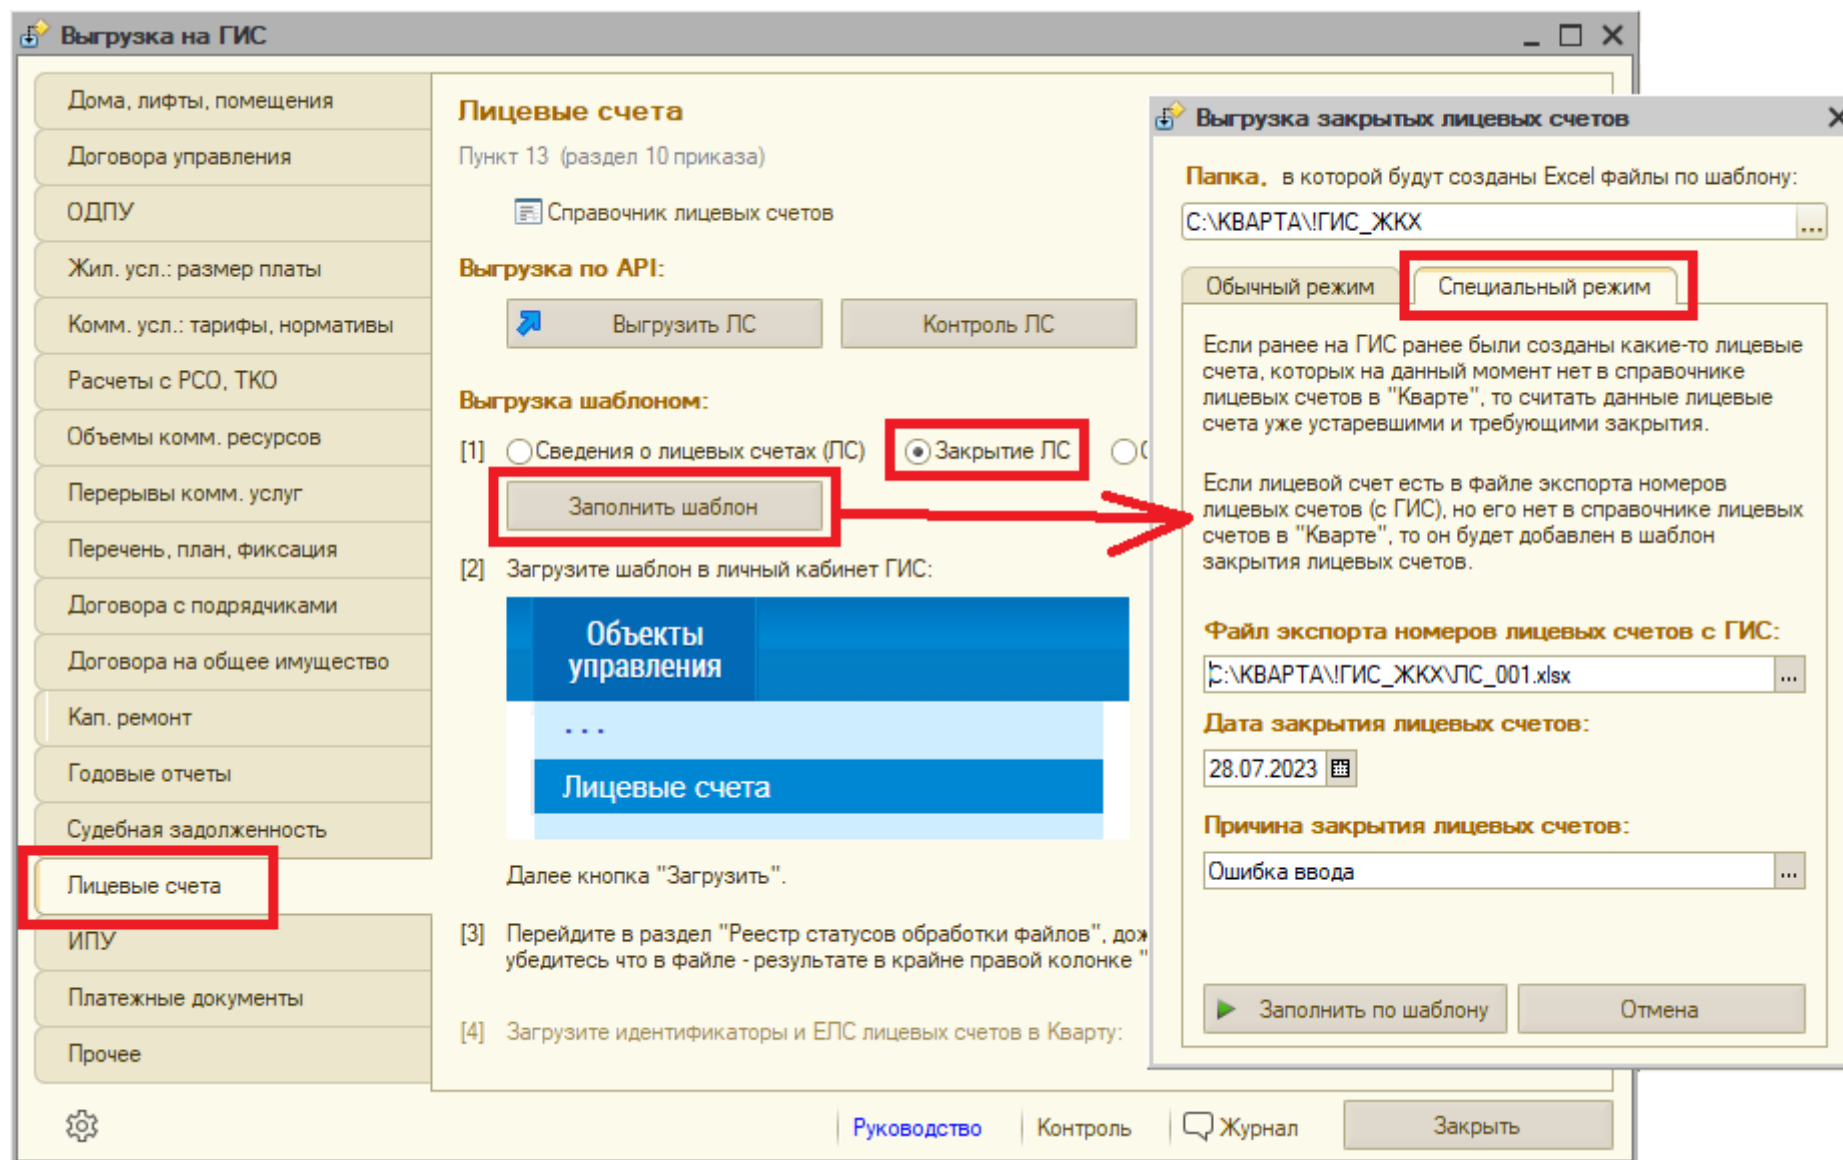 Выгрузка на ГИС
Дома, лифты, помещения
Договора управления
ОДПУ
Жил. усл.: размер платы
Комм. усл.: тарифы, нормативы
Расчеты с РСО, ТКО
Объемы комм. ресурсов
Перерывы комм. услуг
Перечень, план, фиксация
Договора с подрядчиками
Договора на общее имущество
Кап. ремонт
Годовые отчеты
Судебная задолженность
Лицевые счета
ИПУ
Платежные документы
Прочее
Лицевые счета
Пункт 13 (раздел 10 приказа)
Справочник лицевых счетов
Выгрузка по API:
Выгрузить ЛС
Контроль ЛС
Выгрузка шаблоном:
[1] Сведения о лицевых счетах (ЛС) Закрытие ЛС
Заполнить шаблон
[2] Загрузите шаблон в личный кабинет ГИС:
Объекты
управления
...
Лицевые счета
Далее кнопка "Загрузить".
[3] Перейдите в раздел "Реестр статусов обработки файлов",
убедитесь что в файле - результате в крайне правой колонке "
[4] Загрузите идентификаторы и ЕЛС лицевых счетов в Кварту:
Выгрузка закрытых лицевых счетов
Папка, в которой будут созданы Excel файлы по шаблону:
C:\КВАРТА\!ГИС_ЖКХ
...
Обычный режим
Специальный режим
Если ранее на ГИС ранее были созданы какие-то лицевые
счета, которых на данный момент нет в справочнике
лицевых счетов в "Кварте", то считать данные лицевые
счета уже устаревшими и требующими закрытия.
Если лицевой счет есть в файле экспорта номеров
лицевых счетов (с ГИС), но его нет в справочнике лицевых
счетов в "Кварте", то он будет добавлен в шаблон
закрытия лицевых счетов.
Файл экспорта номеров лицевых счетов с ГИС:
C:\КВАРТА\!ГИС_ЖКХ\ЛС_001.xlsx
...
Дата закрытия лицевых счетов:
28.07.2023
Причина закрытия лицевых счетов:
Ошибка ввода
...
Заполнить по шаблону
Отмена
Руководство
Контроль
Журнал
Закрыть